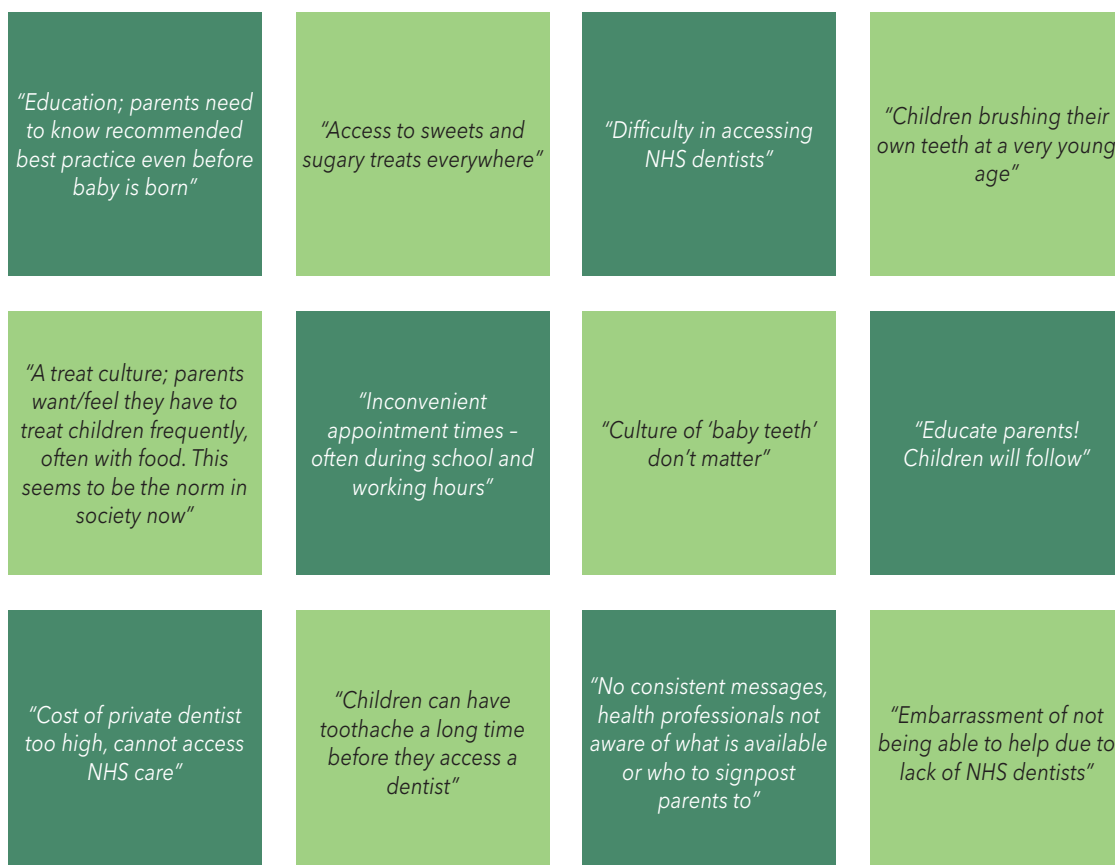 “Education; parents need
to know recommended
best practice even before
baby is born”
“Access to sweets and
sugary treats everywhere”
“Difficulty in accessing
NHS dentists”
“Children brushing their
own teeth at a very young
age”
“A treat culture; parents
want/feel they have to
treat children frequently,
often with food. This
seems to be the norm in
society now”
“Inconvenient
appointment times –
often during school and
working hours”
“Culture of ‘baby teeth’
don’t matter”
“Educate parents!
Children will follow”
“Cost of private dentist
too high, cannot access
NHS care”
“Children can have
toothache a long time
before they access a
dentist”
“No consistent messages,
health professionals not
aware of what is available
or who to signpost
parents to”
“Embarrassment of not
being able to help due to
lack of NHS dentists”